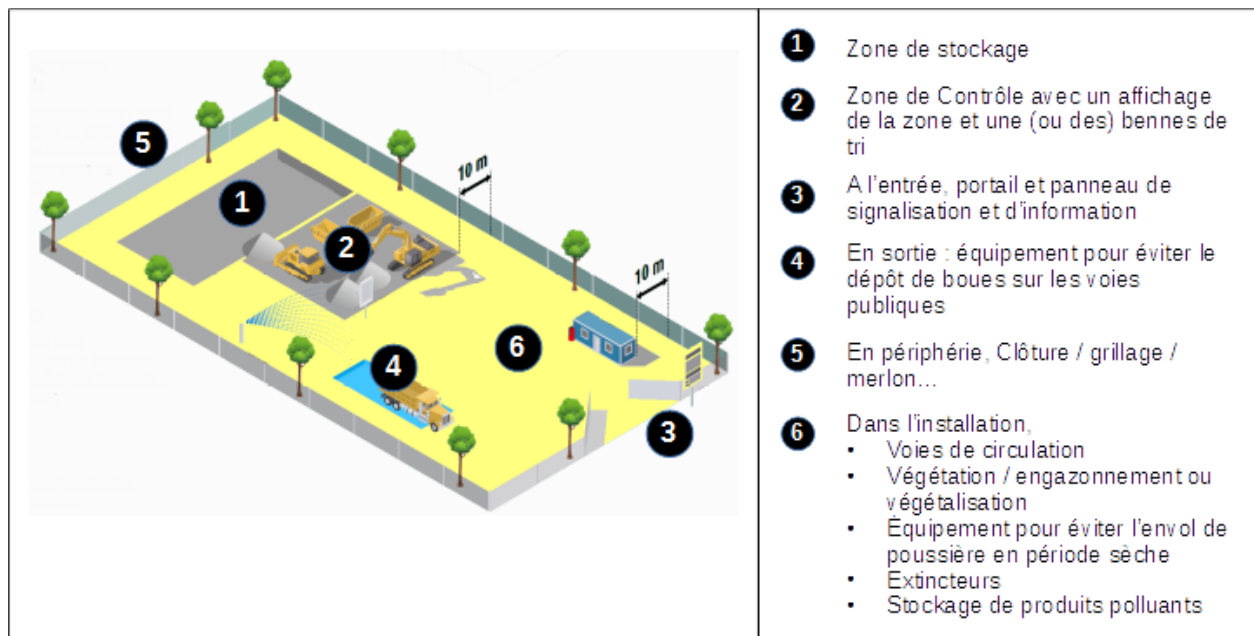 5
10 m
1
2
10 m
6
4
3
1 Zone de stockage
2 Zone de Contrôle avec un affichage
de la zone et une (ou des) bennes de
tri
3 A l'entrée, portail et panneau de
signalisation et d'information
4 En sortie : équipement pour éviter le
dépôt de boues sur les voies
publiques
5 En périphérie, Clôture / grillage /
merlon...
6 Dans l'installation,
• Voies de circulation
• Végétation / engazonnement ou
végétalisation
• Équipement pour éviter l'envol de
poussière en période sèche
• Extincteurs
• Stockage de produits polluants